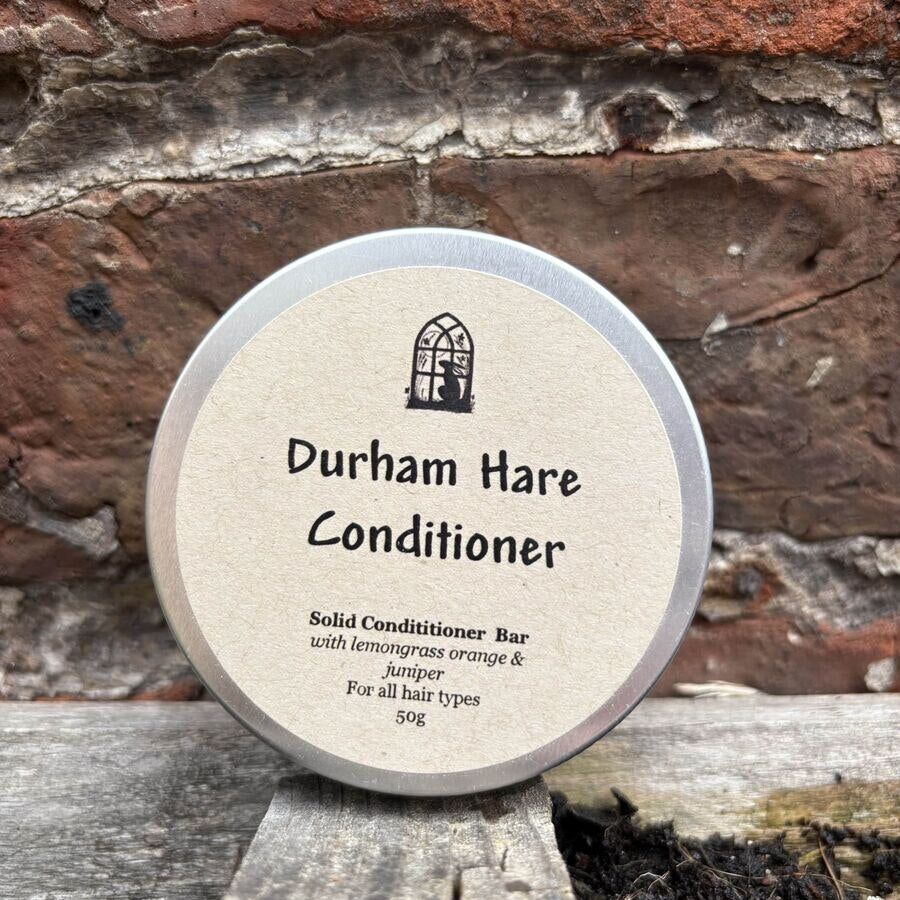 Durham Hare
Conditioner
Solid Condititioner Bar
with lemongrass orange &
juniper
For all hair types
50g